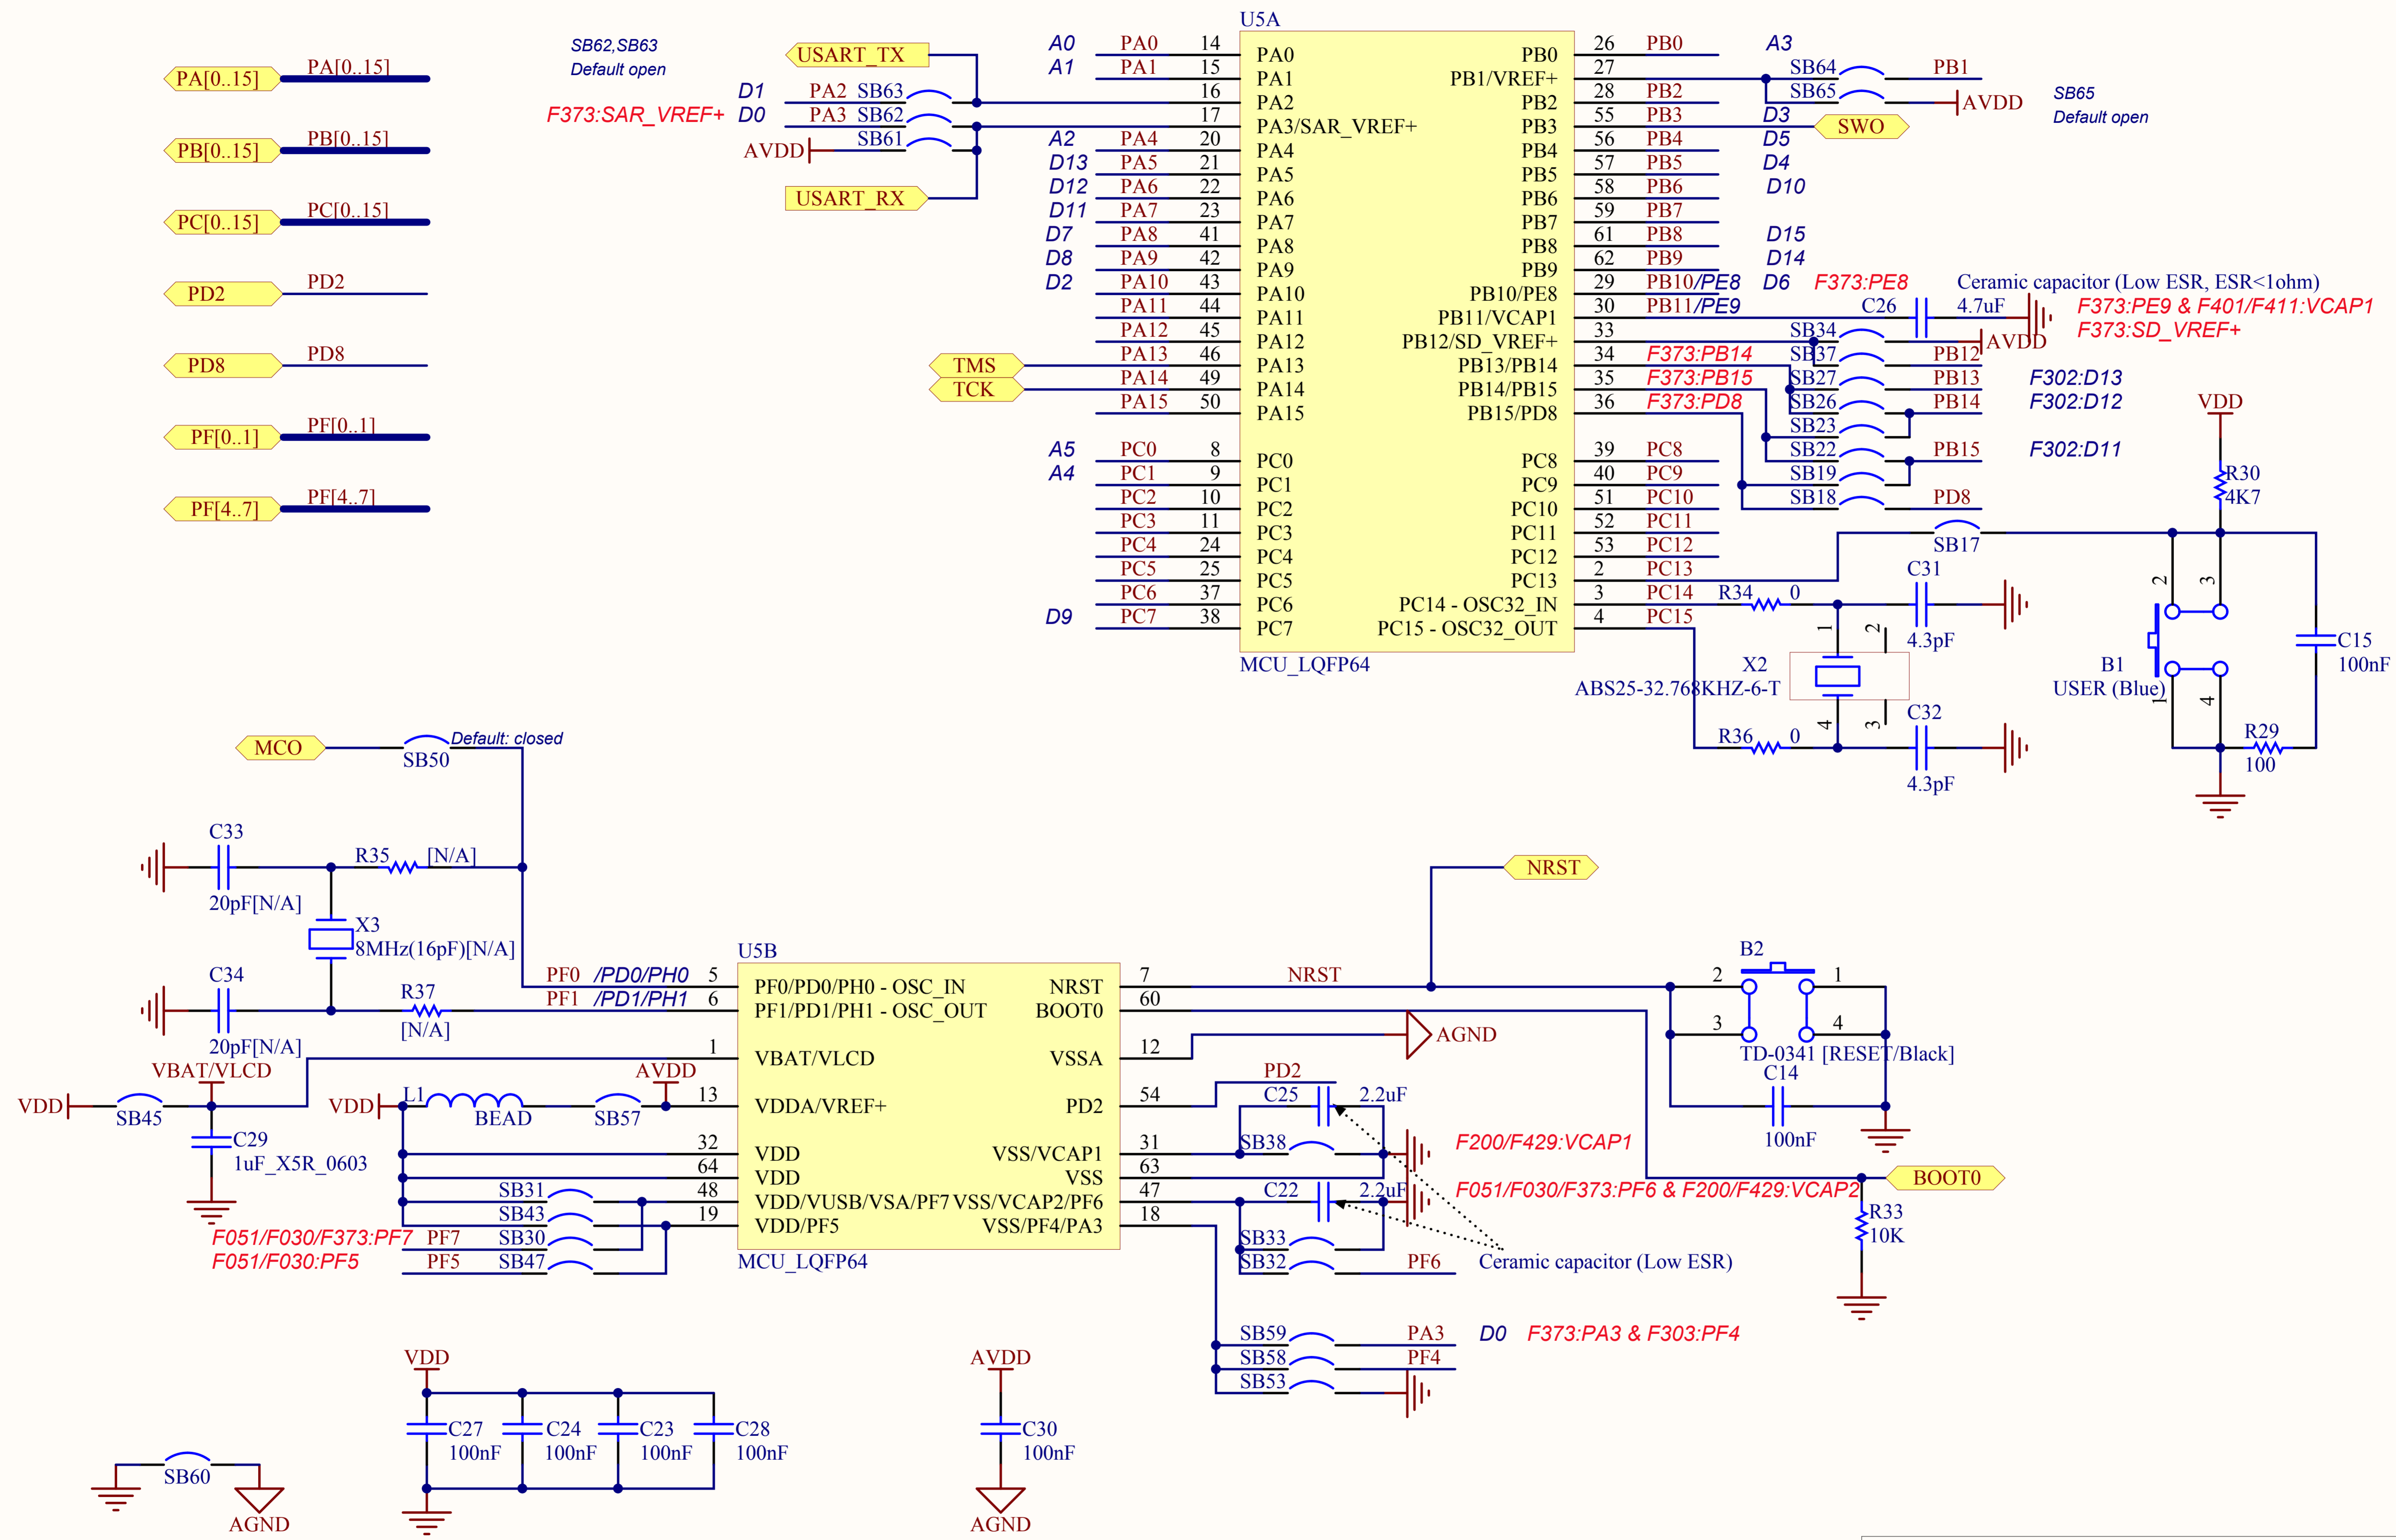 U5A
SB62,SB63
Default open
PA[0..15] PA[0..15]
PB[0..15] PB[0..15]
PC[0..15] PC[0..15]
PD2 PD2
PD8 PD8
PF[0..1] PF[0..1]
PF[4..7] PF[4..7]
USART_TX
D1 PA2 SB63
F373:SAR_VREF+ D0 PA3 SB62
AVDD SB61
USART_RX
A0 PA0 14 PA0
A1 PA1 15 PA1
16 PA2
17 PA3/SAR_VREF+
A2 PA4 20 PA4
D13 PA5 21 PA5
D12 PA6 22 PA6
D11 PA7 23 PA7
D7 PA8 41 PA8
D8 PA9 42 PA9
D2 PA10 43 PA10
PA11 44 PA11
PA12 45 PA12
TMS PA13 46 PA13
TCK PA14 49 PA14
PA15 50 PA15
A5 PC0 8 PC0
A4 PC1 9 PC1
PC2 10 PC2
PC3 11 PC3
PC4 24 PC4
PC5 25 PC5
PC6 37 PC6
D9 PC7 38 PC7
PB0 26 PB0 A3
PB1/VREF+ 27 SB64 PB1
SB65 AVDD
SB65
Default open
PB2 28 PB2
PB3 55 PB3 D3 SWO
PB4 56 PB4 D5
PB5 57 PB5 D4
PB6 58 PB6 D10
PB7 59 PB7
PB8 61 PB8 D15
PB9 62 PB9 D14
PB10/PE8 29 PB10/PE8 D6 F373:PE8
Ceramic capacitor (Low ESR, ESR<1ohm)
PB11/VCAP1 30 PB11/PE9 C26 4.7uF F373:PE9 & F401/F411:VCAP1
PB12/SD_VREF+ 33 SB34 AVDD F373:SD_VREF+
PB13/PB14 34 F373:PB14 SB37 PB12
PB14/PB15 35 F373:PB15 SB27 PB13 F302:D13
PB15/PD8 36 F373:PD8 SB26 PB14 F302:D12
SB23
PC8 39 PC8 SB22 PB15 F302:D11
PC9 40 PC9 SB19
PC10 51 PC10 SB18 PD8
PC11 52 PC11
PC12 53 PC12
PC13 2 PC13 SB17
PC14 - OSC32_IN 3 PC14 R34 0 C31 4.3pF
PC15 - OSC32_OUT 4 PC15
MCU_LQFP64
X2
ABS25-32.768KHZ-6-T
1 2
4 3
R36 0 C32 4.3pF
VDD
R30
4K7
2 3
B1
USER (Blue)
1 4
C15
100nF
R29
100
MCO SB50 Default: closed
C33
20pF[N/A]
R35 [N/A]
X3
8MHz(16pF)[N/A]
C34
20pF[N/A]
R37
[N/A]
U5B
PF0 /PD0/PH0 5 PF0/PD0/PH0 - OSC_IN
PF1 /PD1/PH1 6 PF1/PD1/PH1 - OSC_OUT
1 VBAT/VLCD
VBAT/VLCD
VDD SB45
C29
1uF_X5R_0603
VDD L1 BEAD SB57 AVDD 13 VDDA/VREF+
32 VDD
64 VDD
SB31 48 VDD/VUSB/VSA/PF7
SB43 19 VDD/PF5
F051/F030/F373:PF7 PF7 SB30
F051/F030:PF5 PF5 SB47
MCU_LQFP64
NRST
NRST 7 NRST
BOOT0 60
VSSA 12 AGND
PD2 54 PD2
C25 2.2uF
VSS/VCAP1 31 SB38 F200/F429:VCAP1
VSS 63
VSS/VCAP2/PF6 47 C22 2.2uF F051/F030/F373:PF6 & F200/F429:VCAP2
VSS/PF4/PA3 18
SB33
SB32 PF6
Ceramic capacitor (Low ESR)
SB59 PA3 D0 F373:PA3 & F303:PF4
SB58 PF4
SB53
B2
2 1
3 4
TD-0341 [RESET/Black]
C14
100nF
BOOT0
R33
10K
VDD
C27 100nF
C24 100nF
C23 100nF
C28 100nF
AVDD
C30
100nF
AGND
SB60
AGND